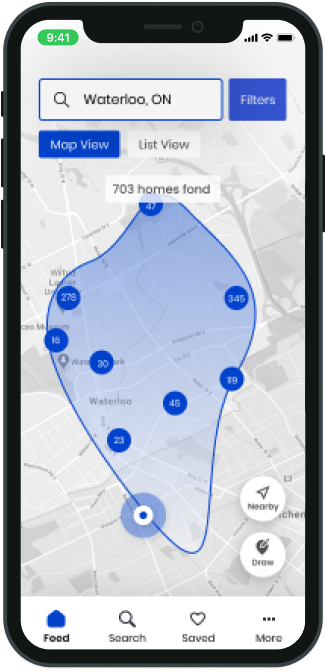 9:41
Waterloo, ON
Filters
Map View
List View
703 homes fond
47
278
345
16
30
119
Waterloo
45
23
Nearby
Draw
Feed
Search
Saved
More